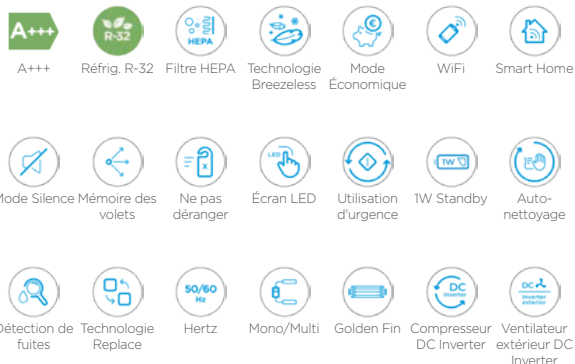 A+++
R-32
HEPA
€
A+++
Réfrig. R-32
Filtre HEPA
Technologie
Breezeless
Mode
Économique
WiFi
Smart Home
x
LED
1W
Mode Silence
Mémoire des
volets
Ne pas
déranger
Écran LED
Utilisation
d'urgence
1W Standby
Auto-
nettoyage
50/60
Hz
DC
Inverter
DC
inverter
exterior
Détection de
fuites
Technologie
Replace
Hertz
Mono/Multi
Golden Fin
Compresseur
DC Inverter
Ventilateur
extérieur DC
Inverter